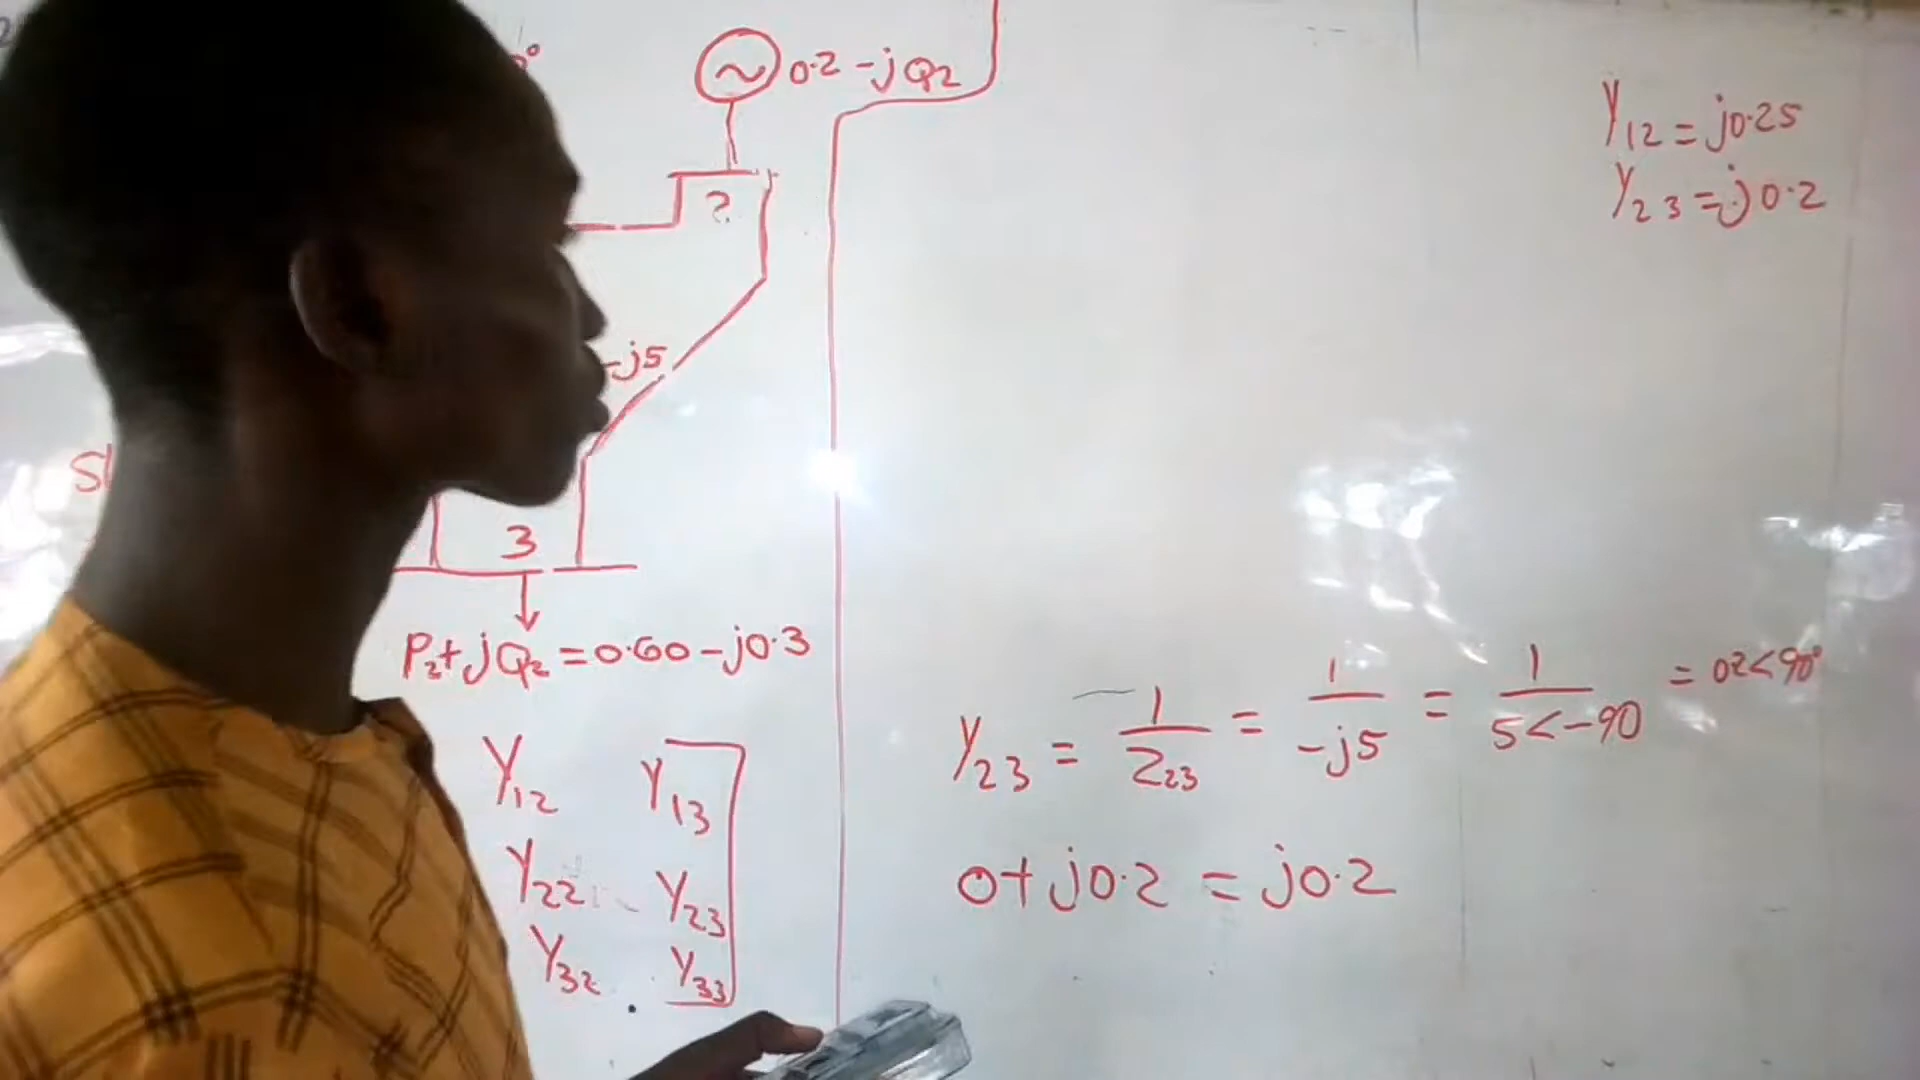 0.2 - jQ2
2
-j5
3
P2 + jQ2 = 0.60 - j0.3
Y12 Y13
Y22 Y23
Y32 Y33
y12 = j0.25
y23 = j0.2
y23 = 1/Z23 = 1/-j5 = 1/5<-90 = 02<90°
0 + j0.2 = j0.2